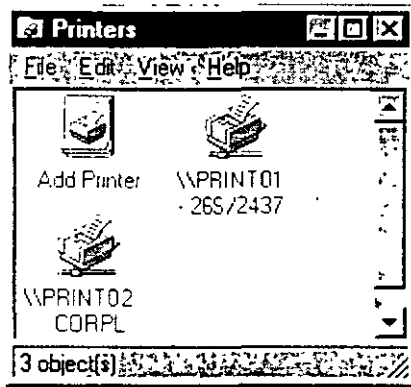 Printers
File Edit View Help
Add Printer
\\PRINT01
- 265/2437
\\PRINT02
CORPL
3 object(s)